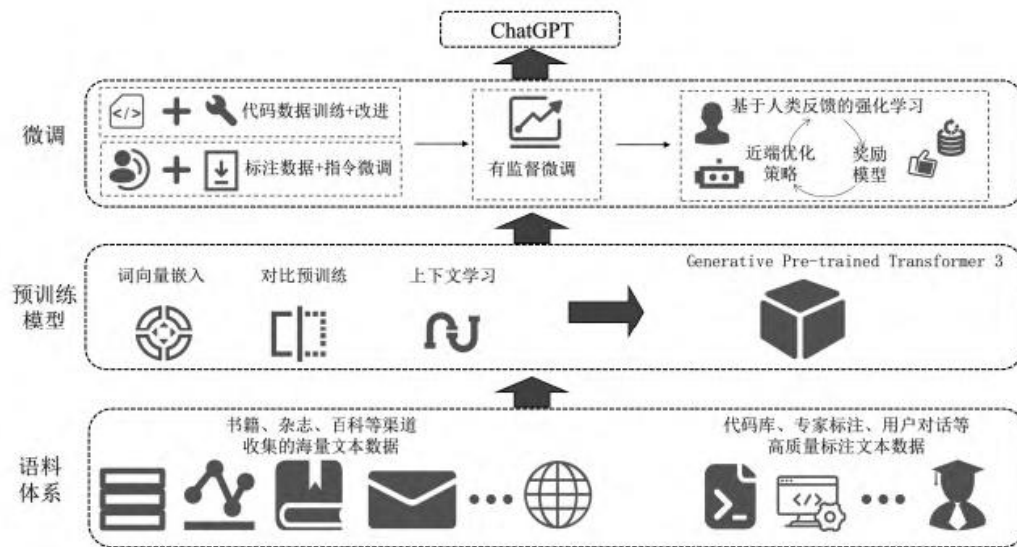 ChatGPT
微调
</>
代码数据训练+改进
标注数据+指令微调
有监督微调
基于人类反馈的强化学习
近端优化
策略
奖励
模型
预训练
模型
词向量嵌入
对比预训练
上下文学习
Generative Pre-trained Transformer 3
语料
体系
书籍、杂志、百科等渠道
收集的海量文本数据
代码库、专家标注、用户对话等
高质量标注文本数据
</>